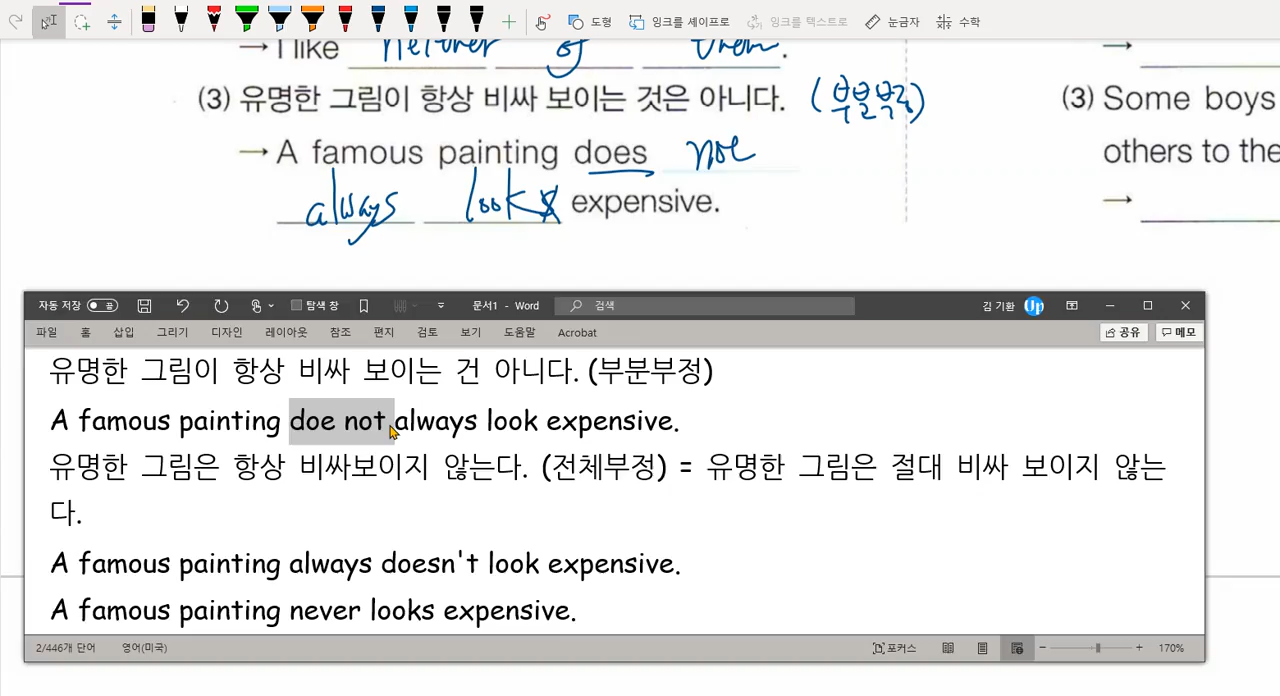 도형 잉크를 셰이프로 잉크를 텍스트로 눈금자 수학
→ I like neither of them.
→
(3) 유명한 그림이 항상 비싸 보이는 것은 아니다. (부분부정)
(3) Some boys
→ A famous painting does not
others to the
always looks expensive.
→
자동 저장 끔 탐색 창 문서1 - Word 검색 김 기환 Up
파일 홈 삽입 그리기 디자인 레이아웃 참조 편지 검토 보기 도움말 Acrobat 공유 메모
유명한 그림이 항상 비싸 보이는 건 아니다. (부분부정)
A famous painting doe not always look expensive.
유명한 그림은 항상 비싸보이지 않는다. (전체부정) = 유명한 그림은 절대 비싸 보이지 않는
다.
A famous painting always doesn't look expensive.
A famous painting never looks expensive.
2/446개 단어 영어(미국) 포커스 170%